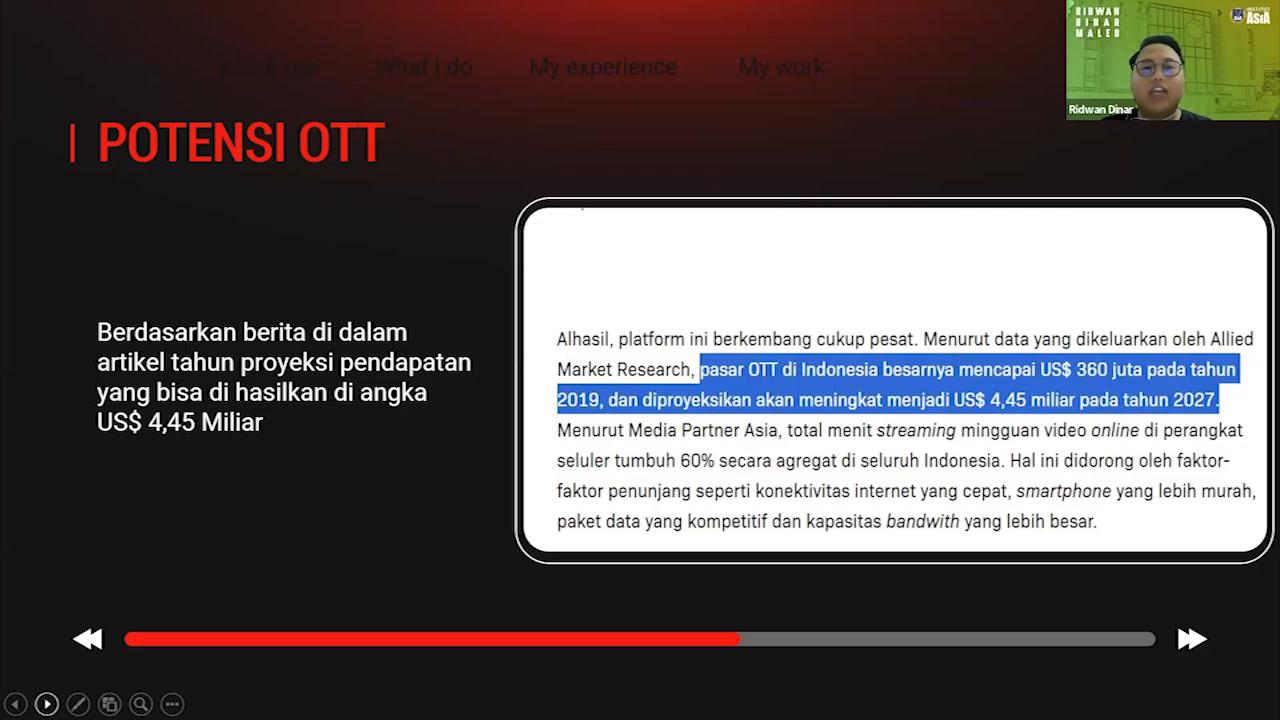 What I do
My experience
My work
RIDWAN
DINAR
MALEO
INSTITUT
ASIA
Ridwan Dinar
POTENSI OTT
Berdasarkan berita di dalam
artikel tahun proyeksi pendapatan
yang bisa di hasilkan di angka
US$ 4,45 Miliar
Alhasil, platform ini berkembang cukup pesat. Menurut data yang dikeluarkan oleh Allied
Market Research, pasar OTT di Indonesia besarnya mencapai US$ 360 juta pada tahun
2019, dan diproyeksikan akan meningkat menjadi US$ 4,45 miliar pada tahun 2027.
Menurut Media Partner Asia, total menit streaming mingguan video online di perangkat
seluler tumbuh 60% secara agregat di seluruh Indonesia. Hal ini didorong oleh faktor-
faktor penunjang seperti konektivitas internet yang cepat, smartphone yang lebih murah,
paket data yang kompetitif dan kapasitas bandwith yang lebih besar.